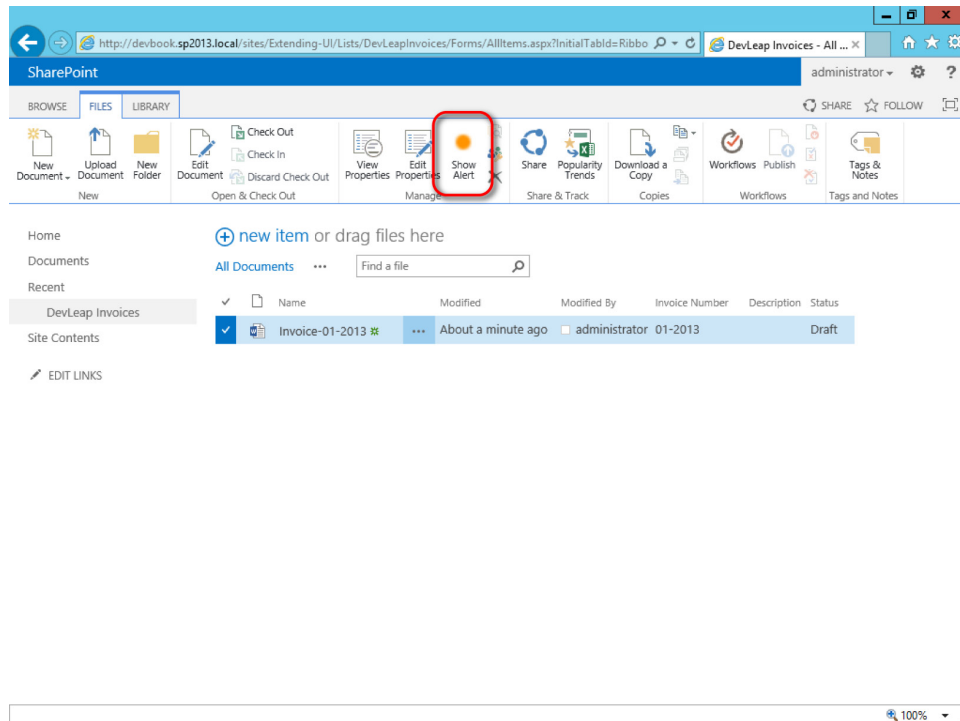 http://devbook.sp2013.local/sites/Extending-UI/Lists/DevLeapInvoices/Forms/AllItems.aspx?InitialTabId=Ribbo
DevLeap Invoices - All ...
SharePoint
administrator
?
BROWSE FILES LIBRARY
SHARE FOLLOW
Check Out
Check In
Discard Check Out
New Document
Upload Document
New Folder
Edit Document
View Properties
Edit Properties
Show Alert
Share
Popularity Trends
Download a Copy
Workflows
Publish
Tags & Notes
New
Open & Check Out
Manage
Share & Track
Copies
Workflows
Tags and Notes
Home
Documents
Recent
DevLeap Invoices
Site Contents
EDIT LINKS
new item or drag files here
All Documents ... Find a file
Name Modified Modified By Invoice Number Description Status
Invoice-01-2013 ... About a minute ago administrator 01-2013 Draft
100%